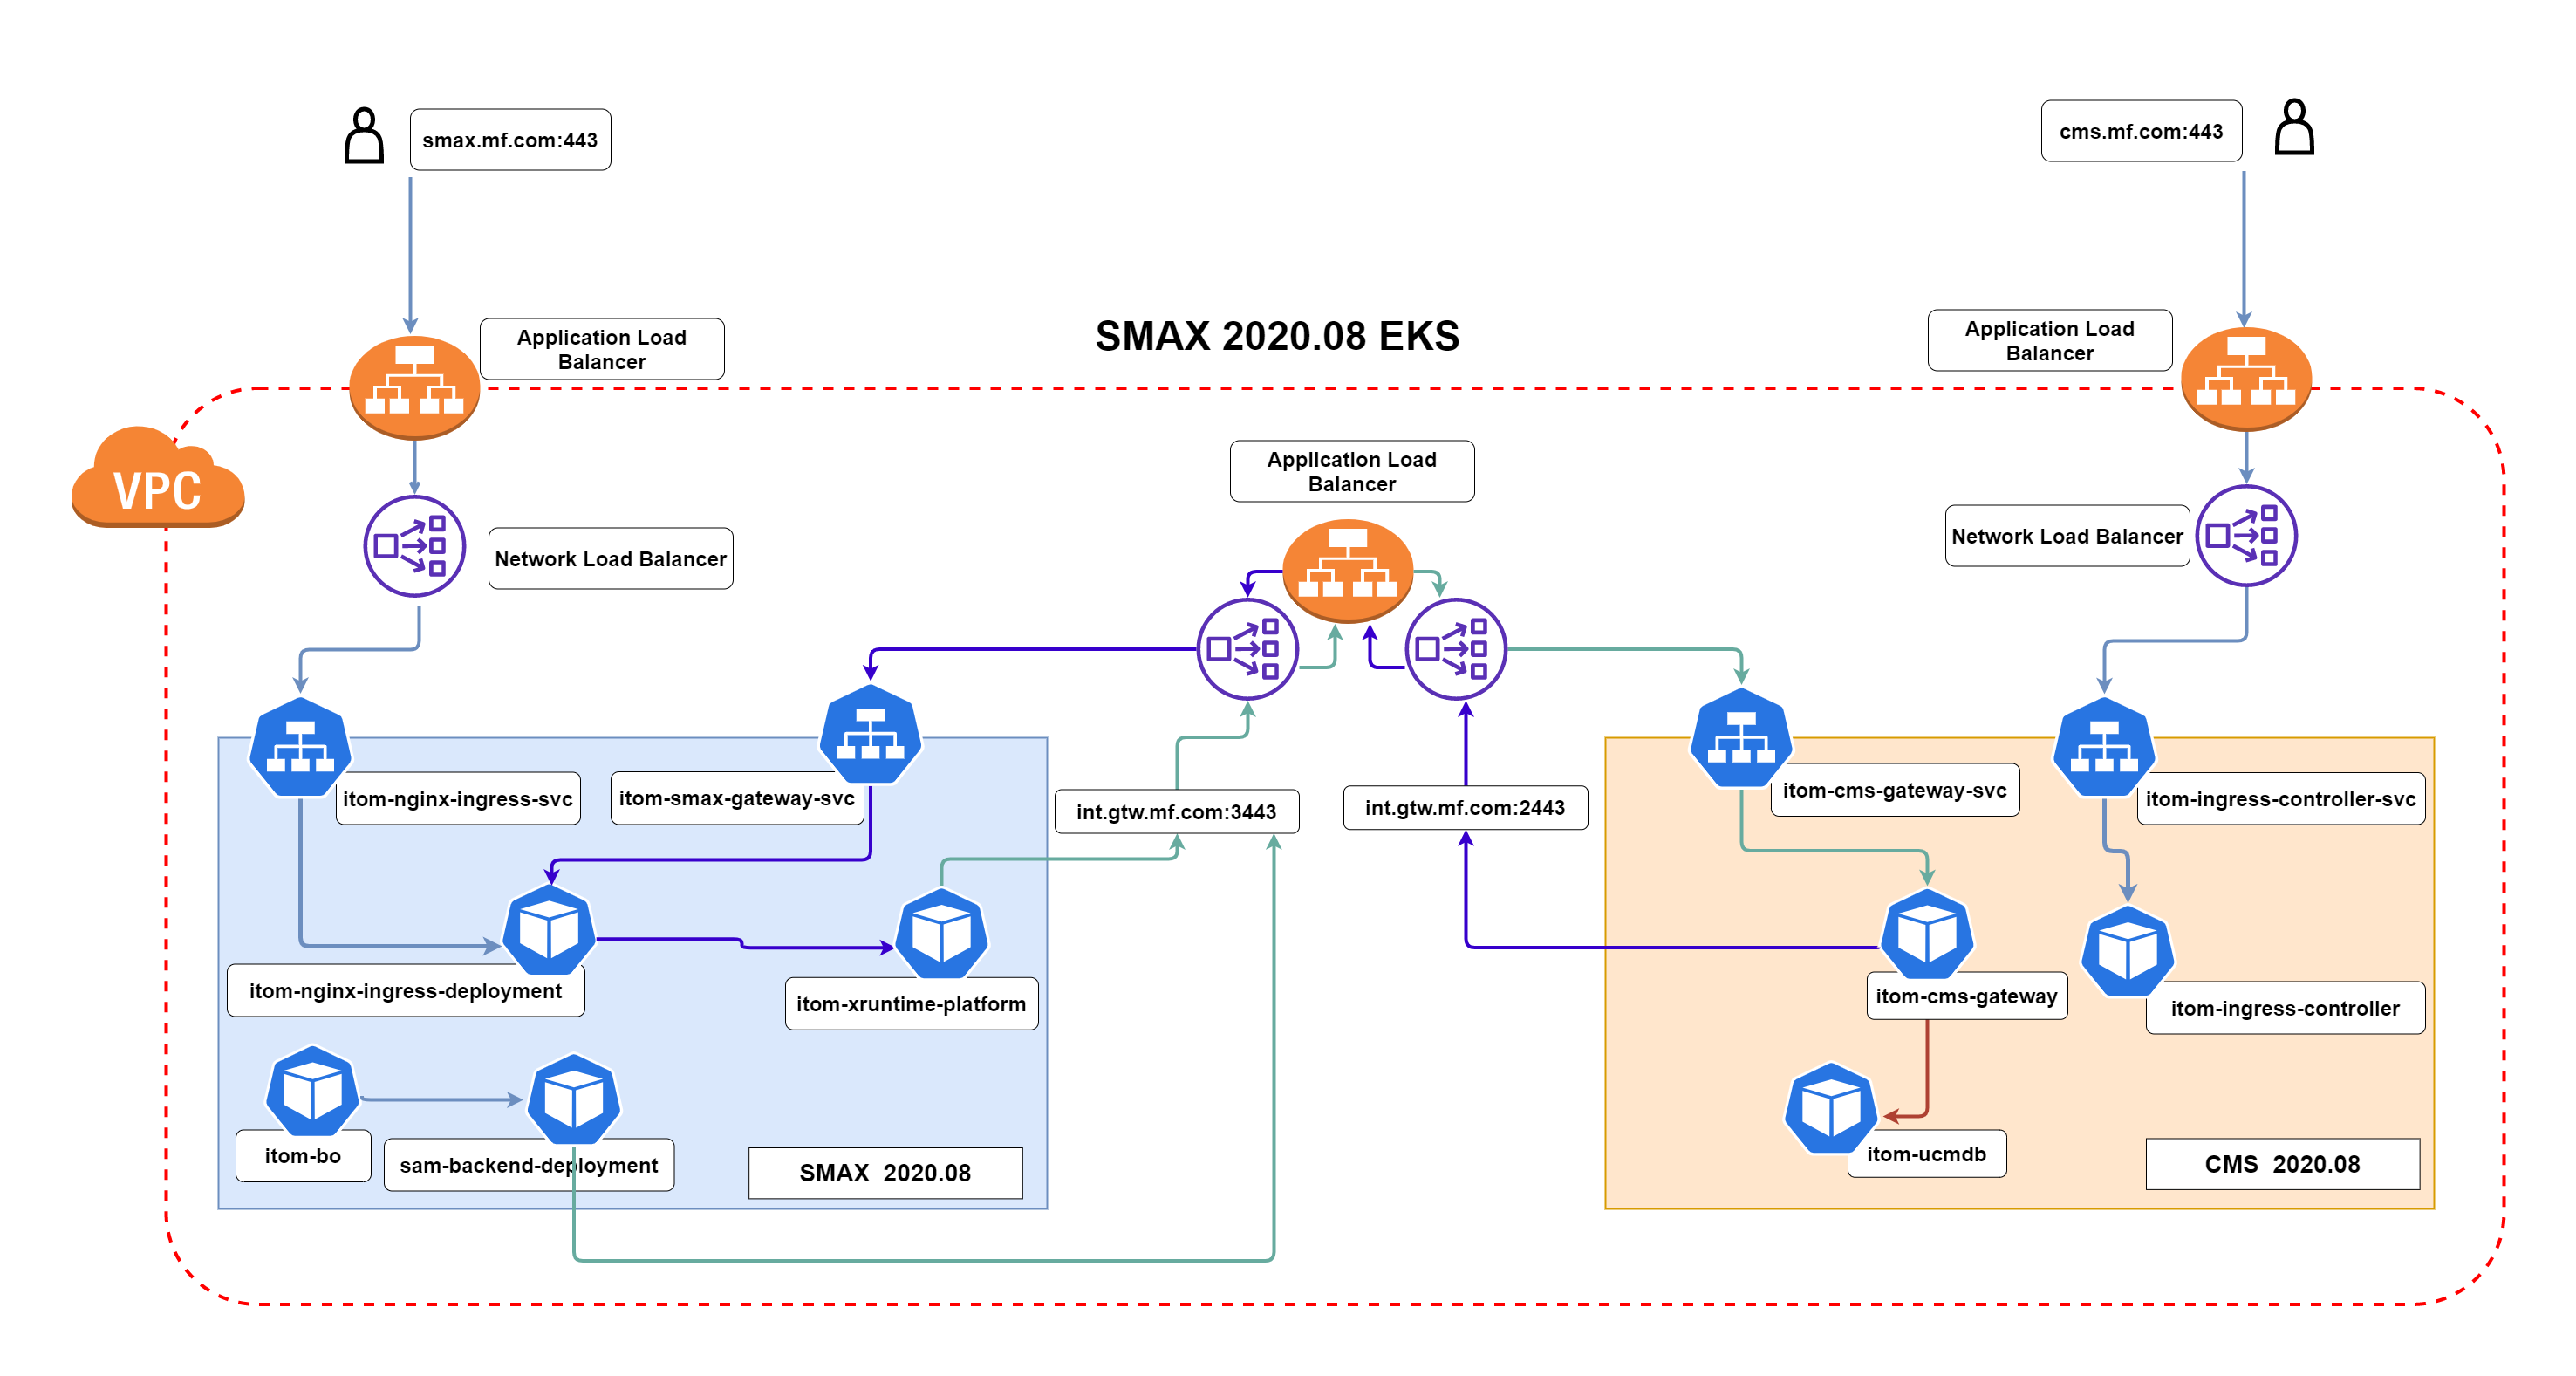 smax.mf.com:443
cms.mf.com:443
Application Load
Balancer
SMAX 2020.08 EKS
Application Load
Balancer
VPC
Application Load
Balancer
Network Load Balancer
Network Load Balancer
itom-nginx-ingress-svc
itom-smax-gateway-svc
int.gtw.mf.com:3443
int.gtw.mf.com:2443
itom-cms-gateway-svc
itom-ingress-controller-svc
itom-nginx-ingress-deployment
itom-xruntime-platform
itom-cms-gateway
itom-ingress-controller
itom-bo
sam-backend-deployment
SMAX 2020.08
itom-ucmdb
CMS 2020.08